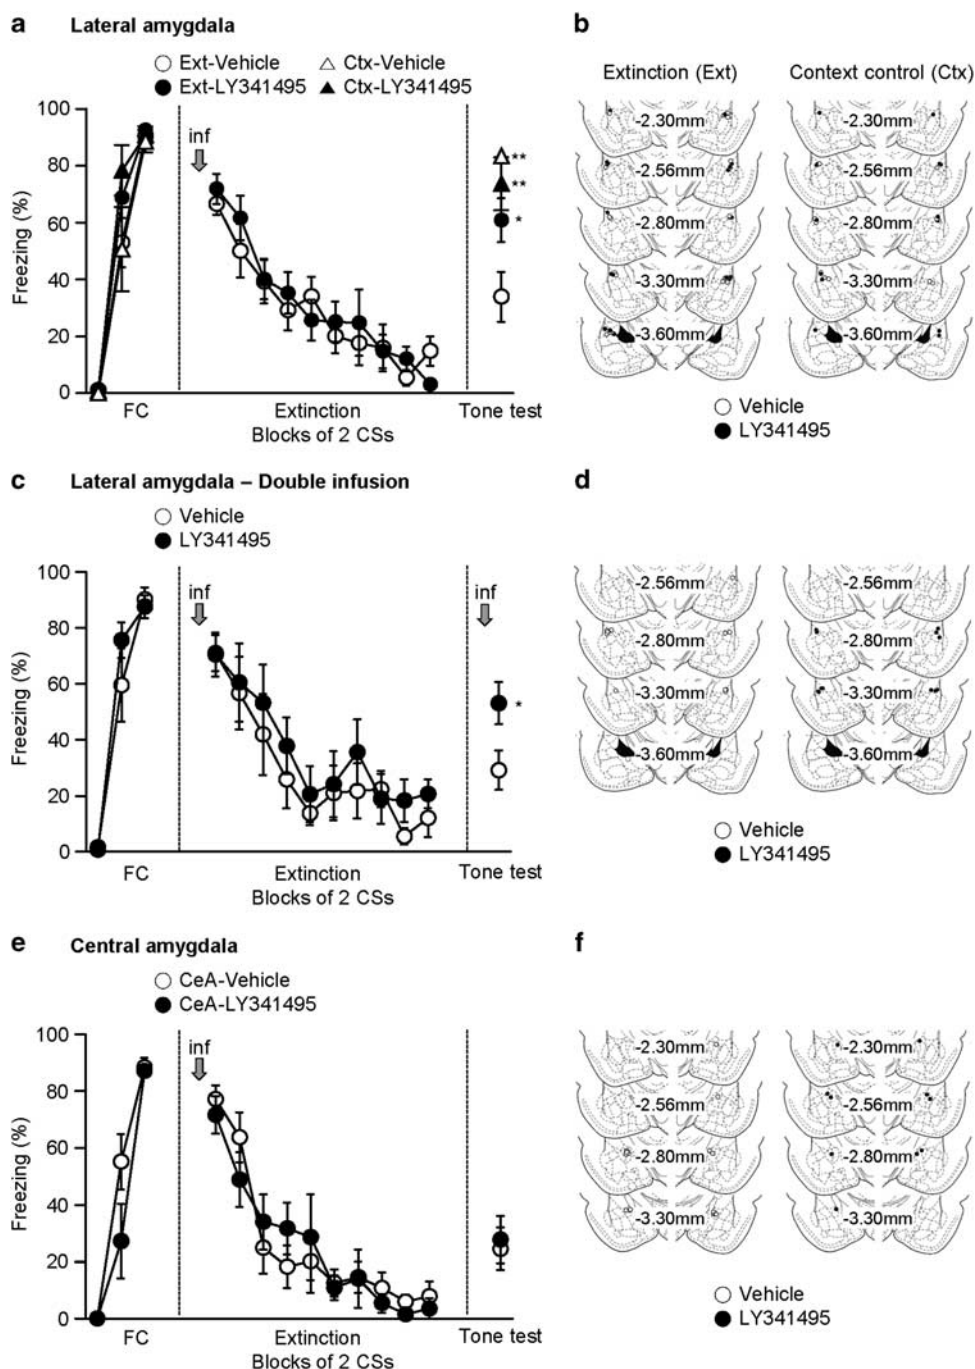 a Lateral amygdala
Ext-Vehicle Ctx-Vehicle
Ext-LY341495 Ctx-LY341495
100
80
60
40
20
0
Freezing (%)
inf
**
**
*
FC Extinction Tone test
Blocks of 2 CSs
b
Extinction (Ext) Context control (Ctx)
-2.30mm -2.30mm
-2.56mm -2.56mm
-2.80mm -2.80mm
-3.30mm -3.30mm
-3.60mm -3.60mm
Vehicle
LY341495
c Lateral amygdala – Double infusion
Vehicle
LY341495
100
80
60
40
20
0
Freezing (%)
inf inf
*
FC Extinction Tone test
Blocks of 2 CSs
d
-2.56mm -2.56mm
-2.80mm -2.80mm
-3.30mm -3.30mm
-3.60mm -3.60mm
Vehicle
LY341495
e Central amygdala
CeA-Vehicle
CeA-LY341495
100
80
60
40
20
0
Freezing (%)
inf
FC Extinction Tone test
Blocks of 2 CSs
f
-2.30mm -2.30mm
-2.56mm -2.56mm
-2.80mm -2.80mm
-3.30mm -3.30mm
Vehicle
LY341495